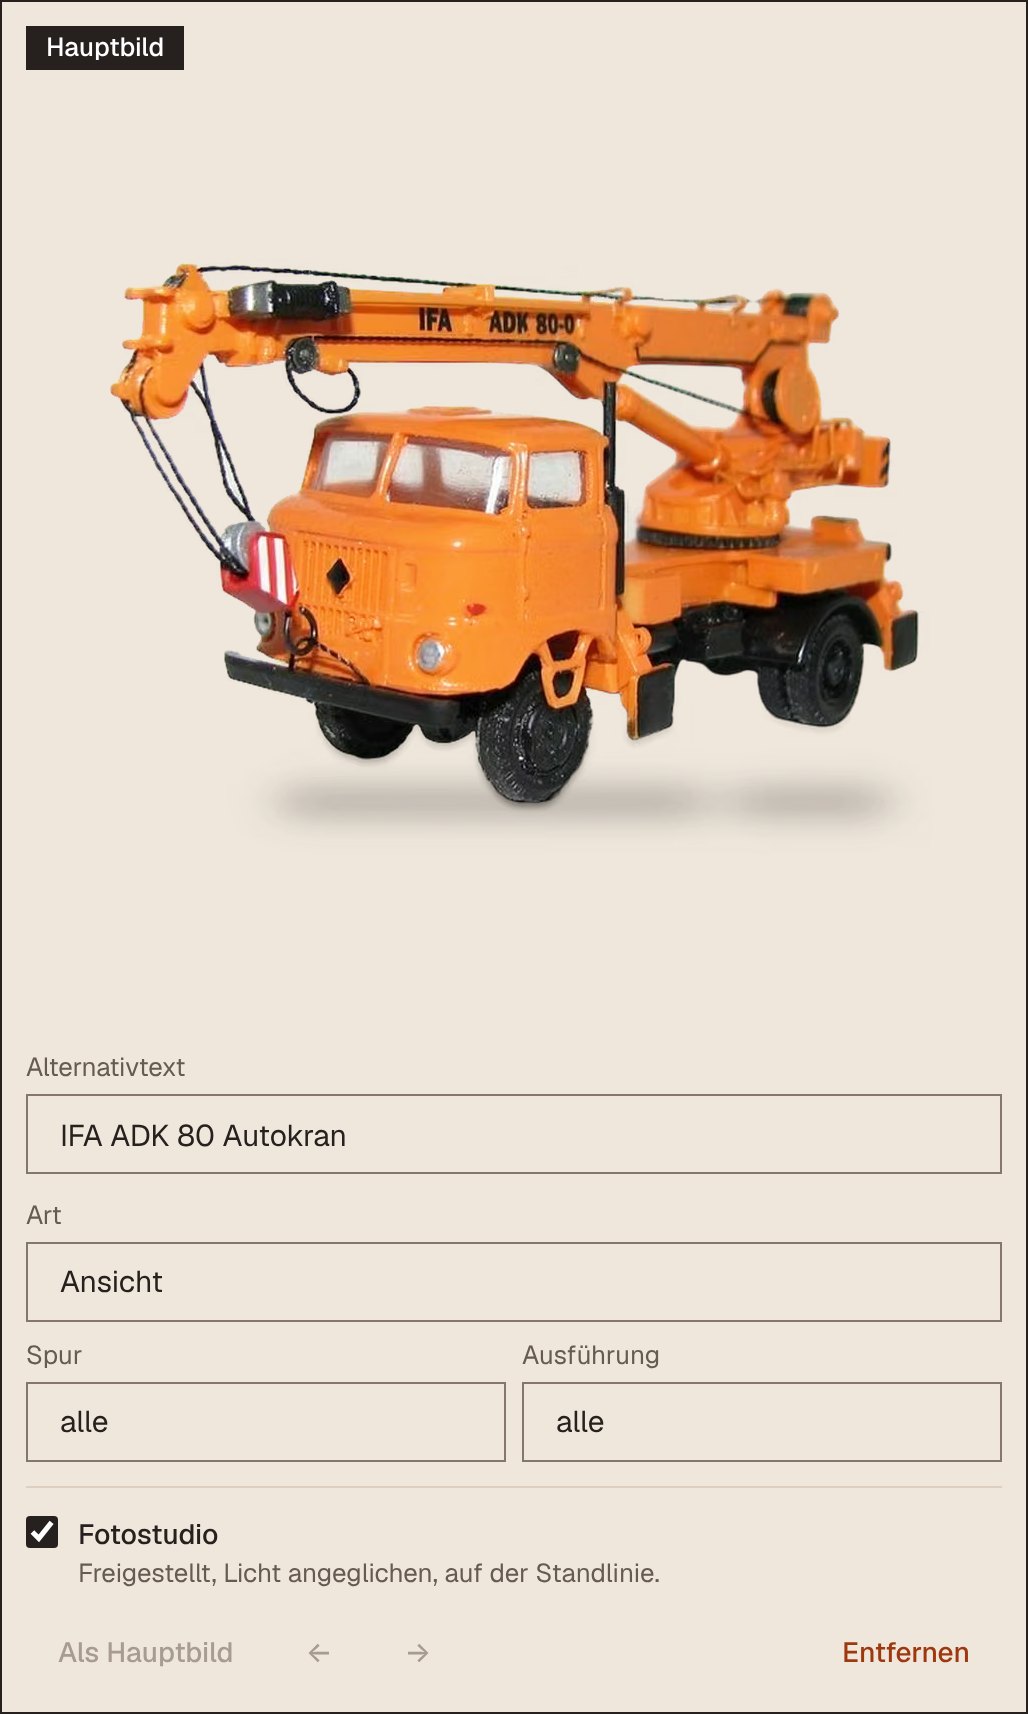 Hauptbild
IFA ADK 80-0
Alternativtext
IFA ADK 80 Autokran
Art
Ansicht
Spur
Ausführung
alle
alle
Fotostudio
Freigestellt, Licht angeglichen, auf der Standlinie.
Als Hauptbild ← →
Entfernen